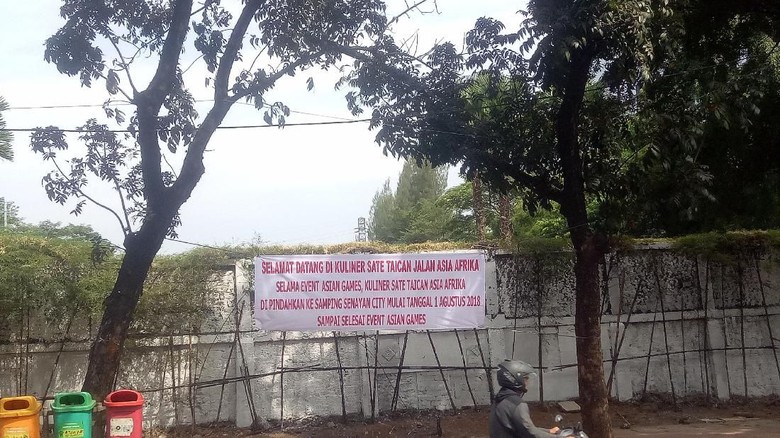 SELAMAT DATANG DI KULINER SATE TAICAN JALAN ASIA AFRIKA
SELAMA EVENT ASIAN GAMES, KULINER SATE TAICAN ASIA AFRIKA
DI PINDAHKAN KE SAMPING SENAYAN CITY MULAI TANGGAL 1 AGUSTUS 2018
SAMPAI SELESAI EVENT ASIAN GAMES